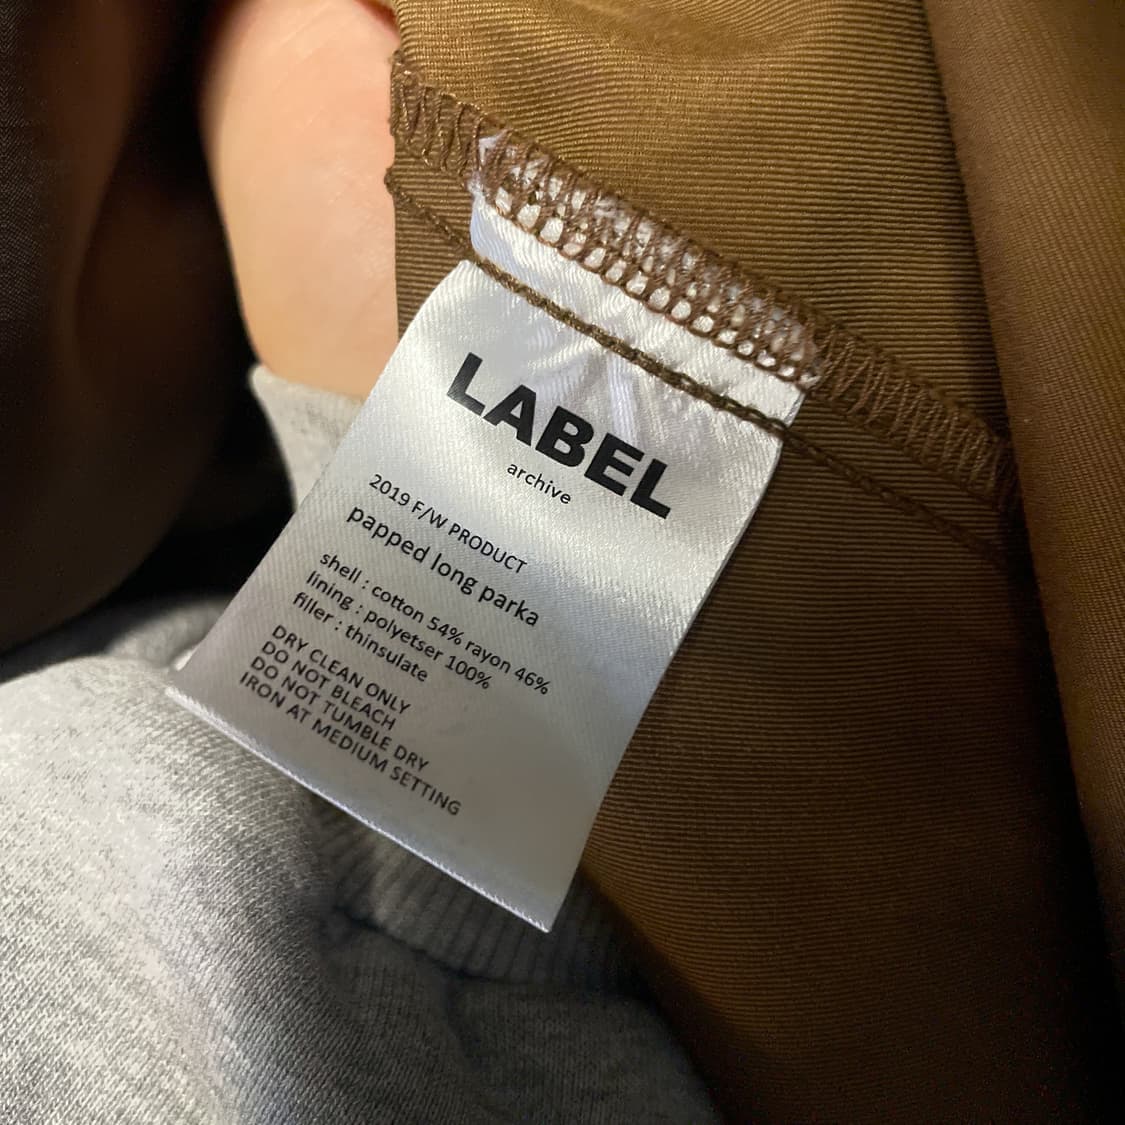 LABEL
archive
2019 F/W PRODUCT
papped long parka
shell : cotton 54% rayon 46%
lining : polyetser 100%
filler : thinsulate
DRY CLEAN ONLY
DO NOT BLEACH
DO NOT TUMBLE DRY
IRON AT MEDIUM SETTING